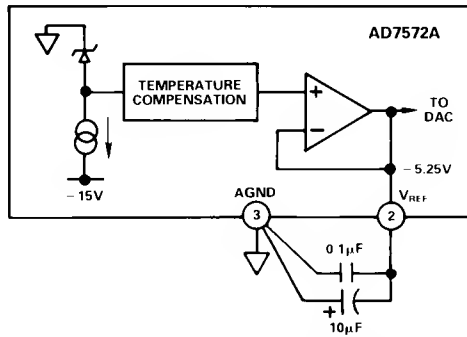 AD7572A
TEMPERATURE
COMPENSATION
+
−
TO
DAC
−5.25V
−15V
AGND
VREF
3
2
0 1µF
+
10µF